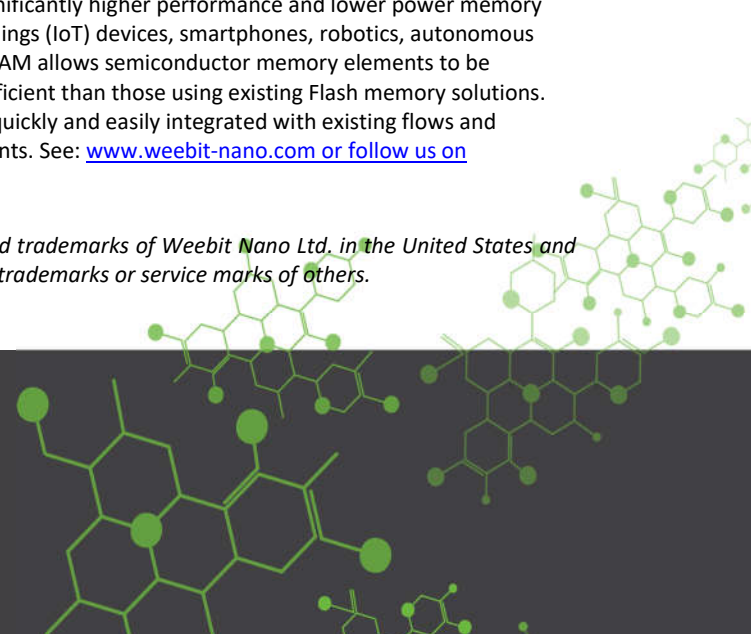 nificantly higher performance and lower power memory
ings (IoT) devices, smartphones, robotics, autonomous
AM allows semiconductor memory elements to be
ficient than those using existing Flash memory solutions.
quickly and easily integrated with existing flows and
nts. See: www.weebit-nano.com or follow us on
d trademarks of Weebit Nano Ltd. in the United States and
trademarks or service marks of others.